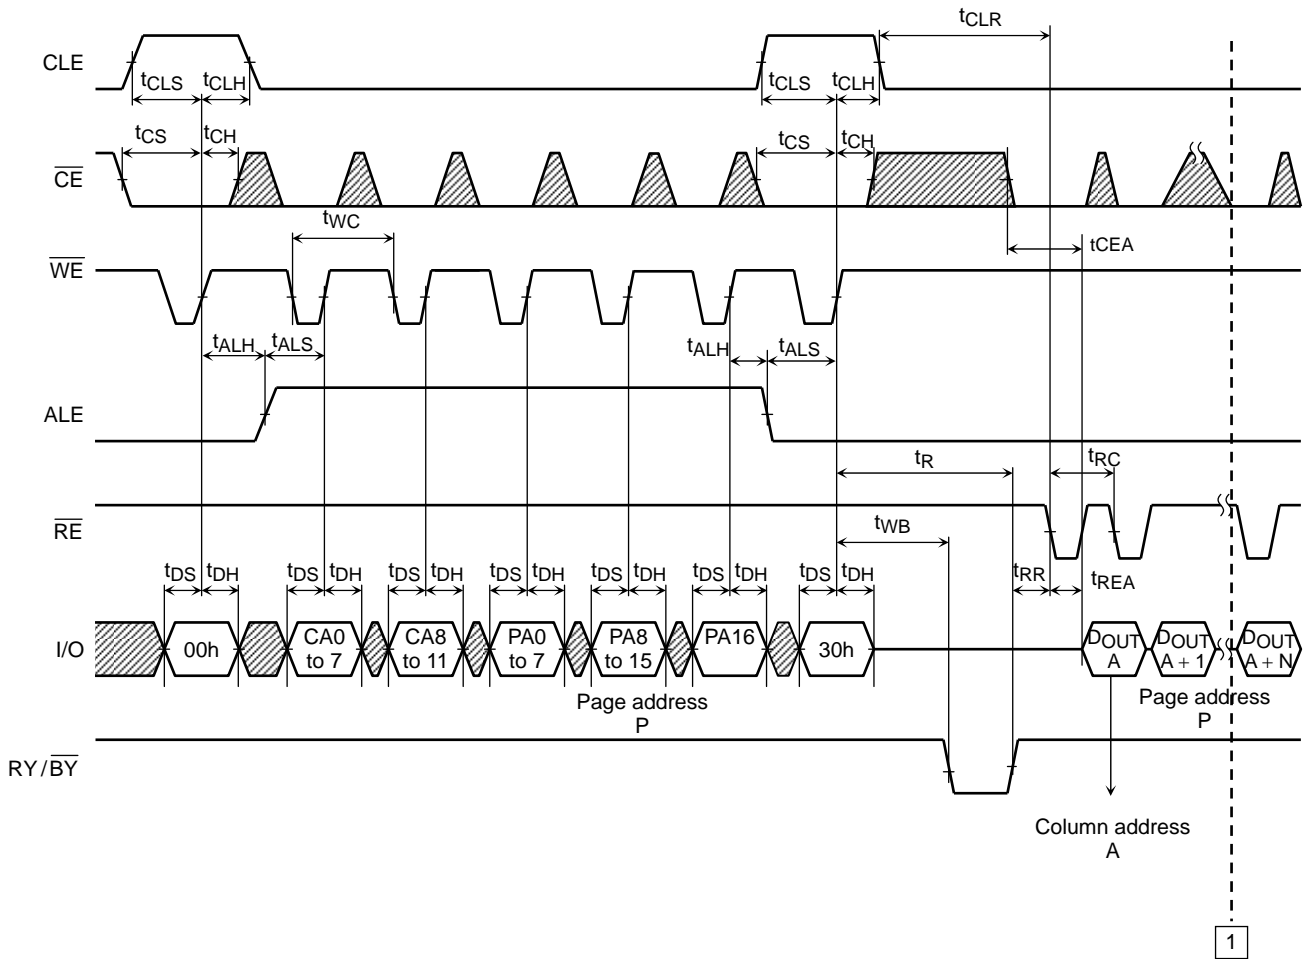 tCLR
CLE
tCLS tCLH tCLS tCLH
tCS tCH tCS tCH
CE
tWC
tCEA
WE
tALH tALS tALH tALS
ALE
tR tRC
RE
tWB
tDS tDH tDS tDH tDS tDH tDS tDH tDS tDH tDS tDH tDS tDH tRR tREA
I/O 00h CA0 to 7 CA8 to 11 PA0 to 7 PA8 to 15 PA16 30h DOUT A DOUT A + 1 DOUT A + N
Page address P Page address P
RY/BY
Column address
A
1